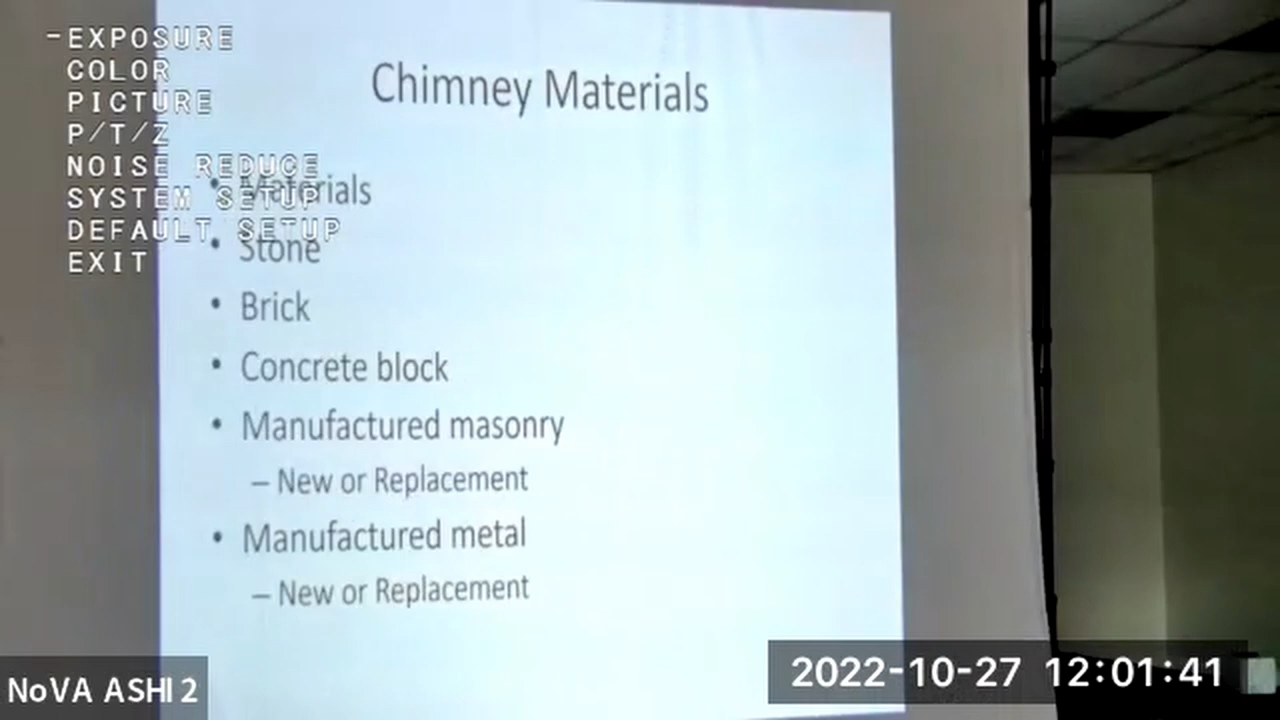 -EXPOSURE
COLOR
PICTURE
P/T/Z
NOISE REDUCE
SYSTEM SETUP
DEFAULT SETUP
EXIT
Chimney Materials
• Materials
• Stone
• Brick
• Concrete block
• Manufactured masonry
– New or Replacement
• Manufactured metal
– New or Replacement
NoVA ASHI 2
2022-10-27 12:01:41